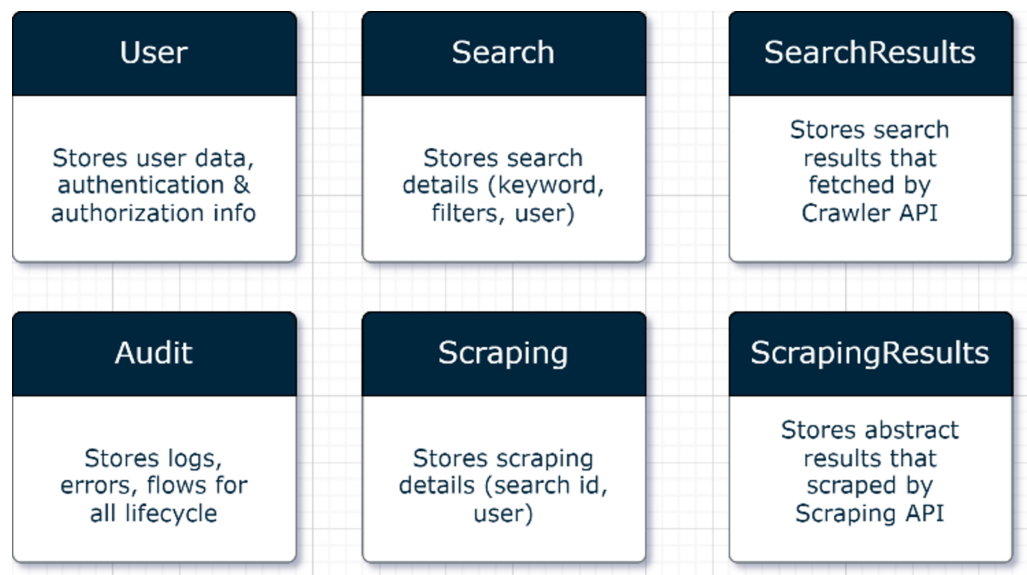 User
Stores user data,
authentication &
authorization info
Search
Stores search
details (keyword,
filters, user)
SearchResults
Stores search
results that
fetched by
Crawler API
Audit
Stores logs,
errors, flows for
all lifecycle
Scraping
Stores scraping
details (search id,
user)
ScrapingResults
Stores abstract
results that
scraped by
Scraping API